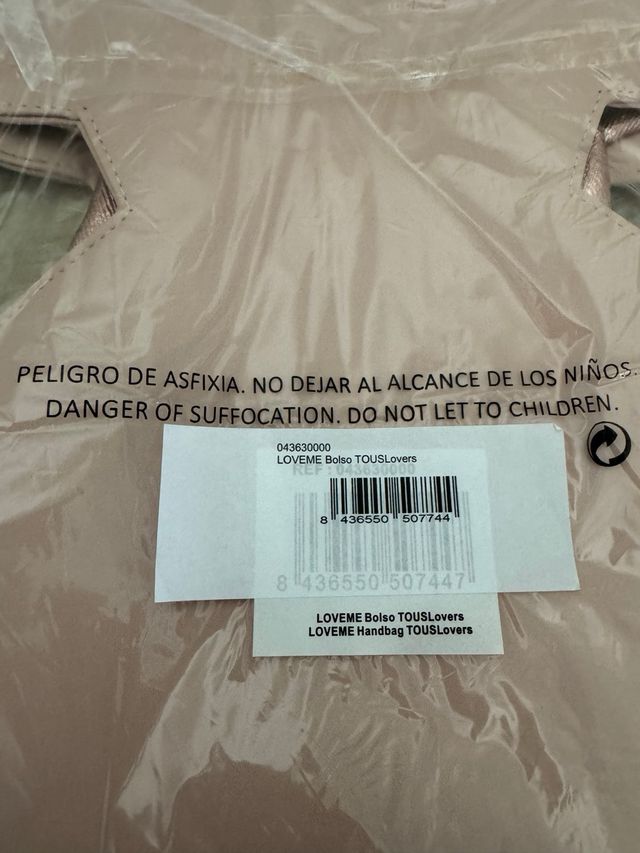 PELIGRO DE ASFIXIA. NO DEJAR AL ALCANCE DE LOS NIÑOS.
DANGER OF SUFFOCATION. DO NOT LET TO CHILDREN.
043630000
LOVEME Bolso TOUSLovers
REF : 043630000
8 436550 507744
8 436550 507447
LOVEME Bolso TOUSLovers
LOVEME Handbag TOUSLovers